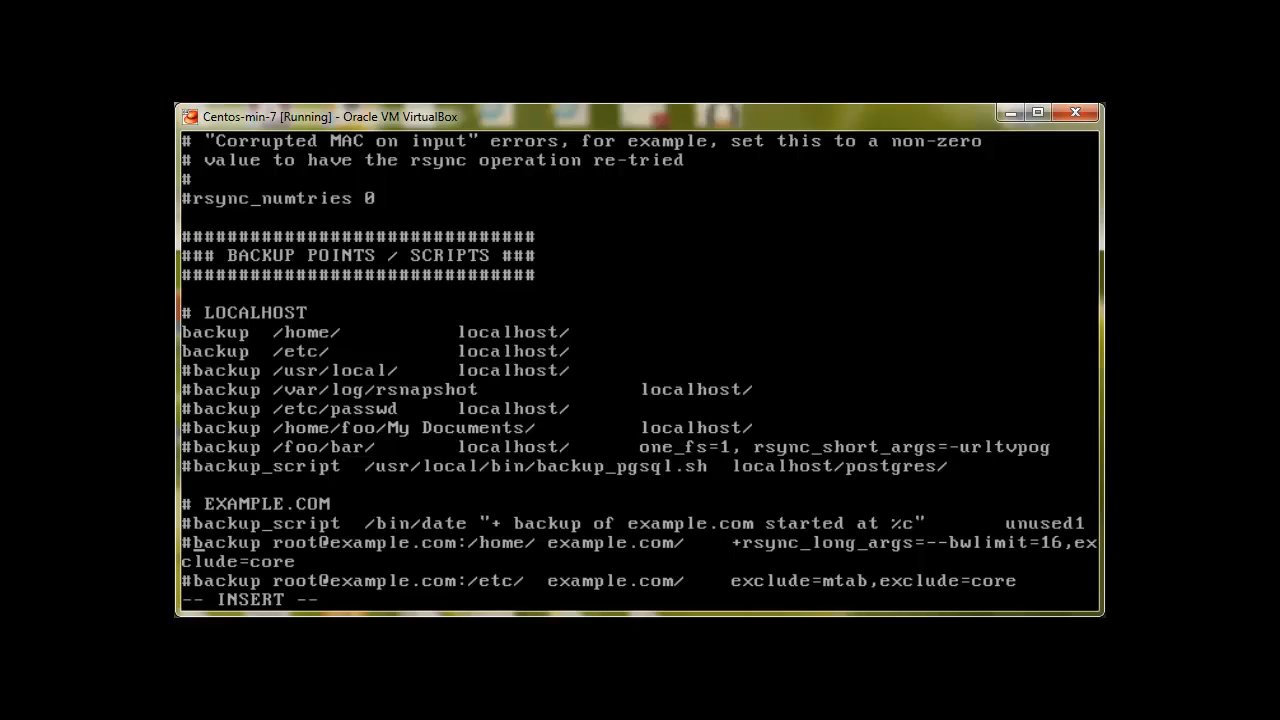 Centos-min-7 [Running] - Oracle VM VirtualBox
# "Corrupted MAC on input" errors, for example, set this to a non-zero
# value to have the rsync operation re-tried
#
#rsync_numtries 0
###############################
### BACKUP POINTS / SCRIPTS ###
###############################
# LOCALHOST
backup  /home/          localhost/
backup  /etc/           localhost/
#backup /usr/local/     localhost/
#backup /var/log/rsnapshot              localhost/
#backup /etc/passwd     localhost/
#backup /home/foo/My Documents/         localhost/
#backup /foo/bar/       localhost/      one_fs=1, rsync_short_args=-urltvpog
#backup_script  /usr/local/bin/backup_pgsql.sh  localhost/postgres/
# EXAMPLE.COM
#backup_script  /bin/date "+ backup of example.com started at %c"       unused1
#backup root@example.com:/home/ example.com/    +rsync_long_args=--bwlimit=16,ex
clude=core
#backup root@example.com:/etc/  example.com/    exclude=mtab,exclude=core
-- INSERT --